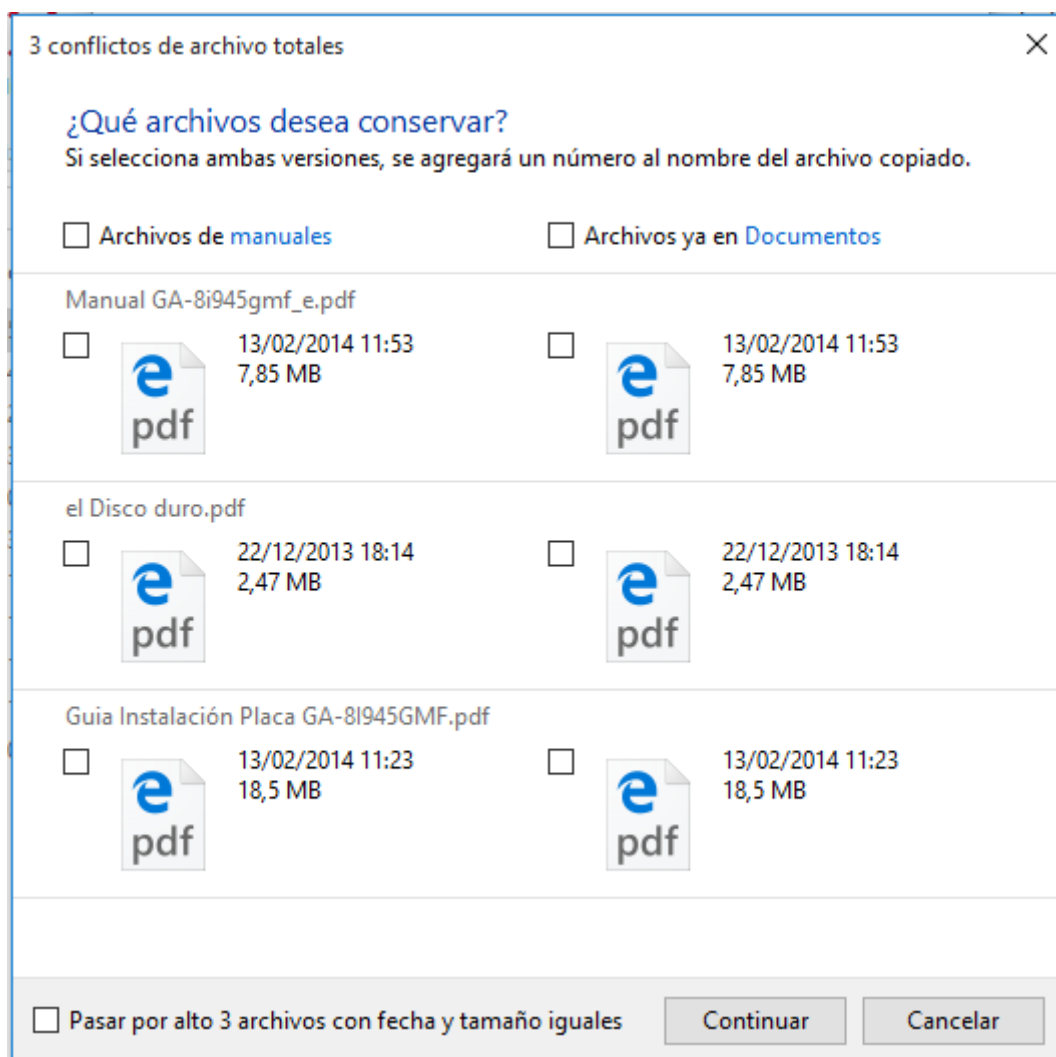 3 conflictos de archivo totales
¿Qué archivos desea conservar?
Si selecciona ambas versiones, se agregará un número al nombre del archivo copiado.
Archivos de manuales
Archivos ya en Documentos
Manual GA-8i945gmf_e.pdf
13/02/2014 11:53
7,85 MB
pdf
13/02/2014 11:53
7,85 MB
pdf
el Disco duro.pdf
22/12/2013 18:14
2,47 MB
pdf
22/12/2013 18:14
2,47 MB
pdf
Guia Instalación Placa GA-8I945GMF.pdf
13/02/2014 11:23
18,5 MB
pdf
13/02/2014 11:23
18,5 MB
pdf
Pasar por alto 3 archivos con fecha y tamaño iguales
Continuar
Cancelar